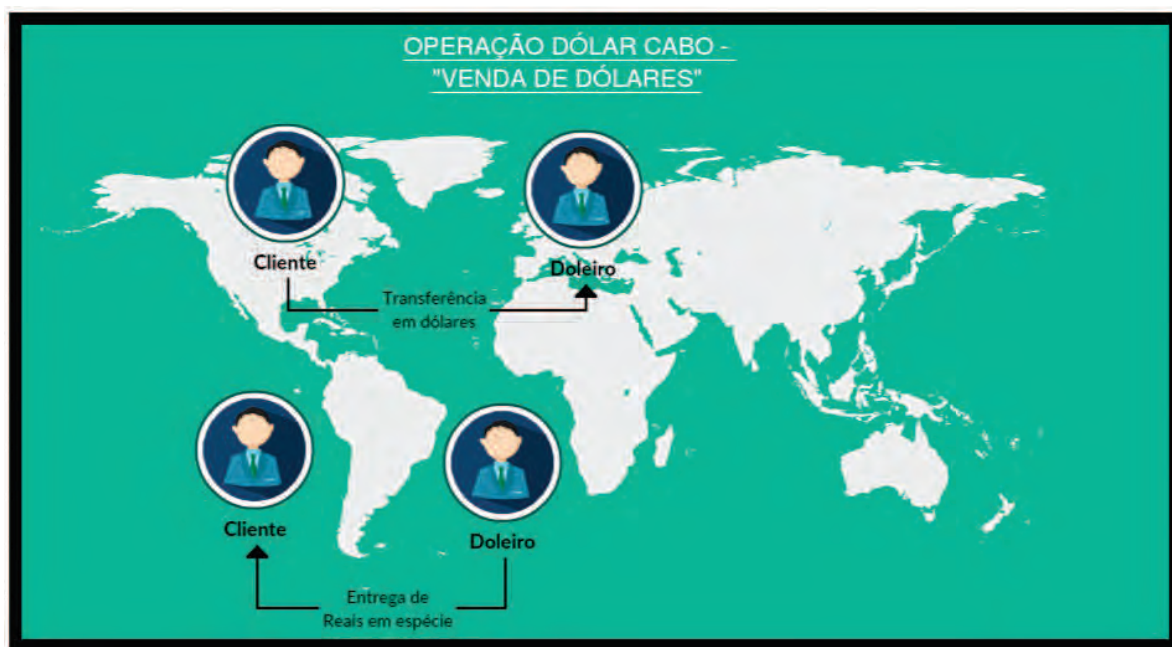 OPERAÇÃO DÓLAR CABO -
"VENDA DE DÓLARES"
Cliente
Doleiro
Transferência
em dólares
Cliente
Doleiro
Entrega de
Reais em espécie